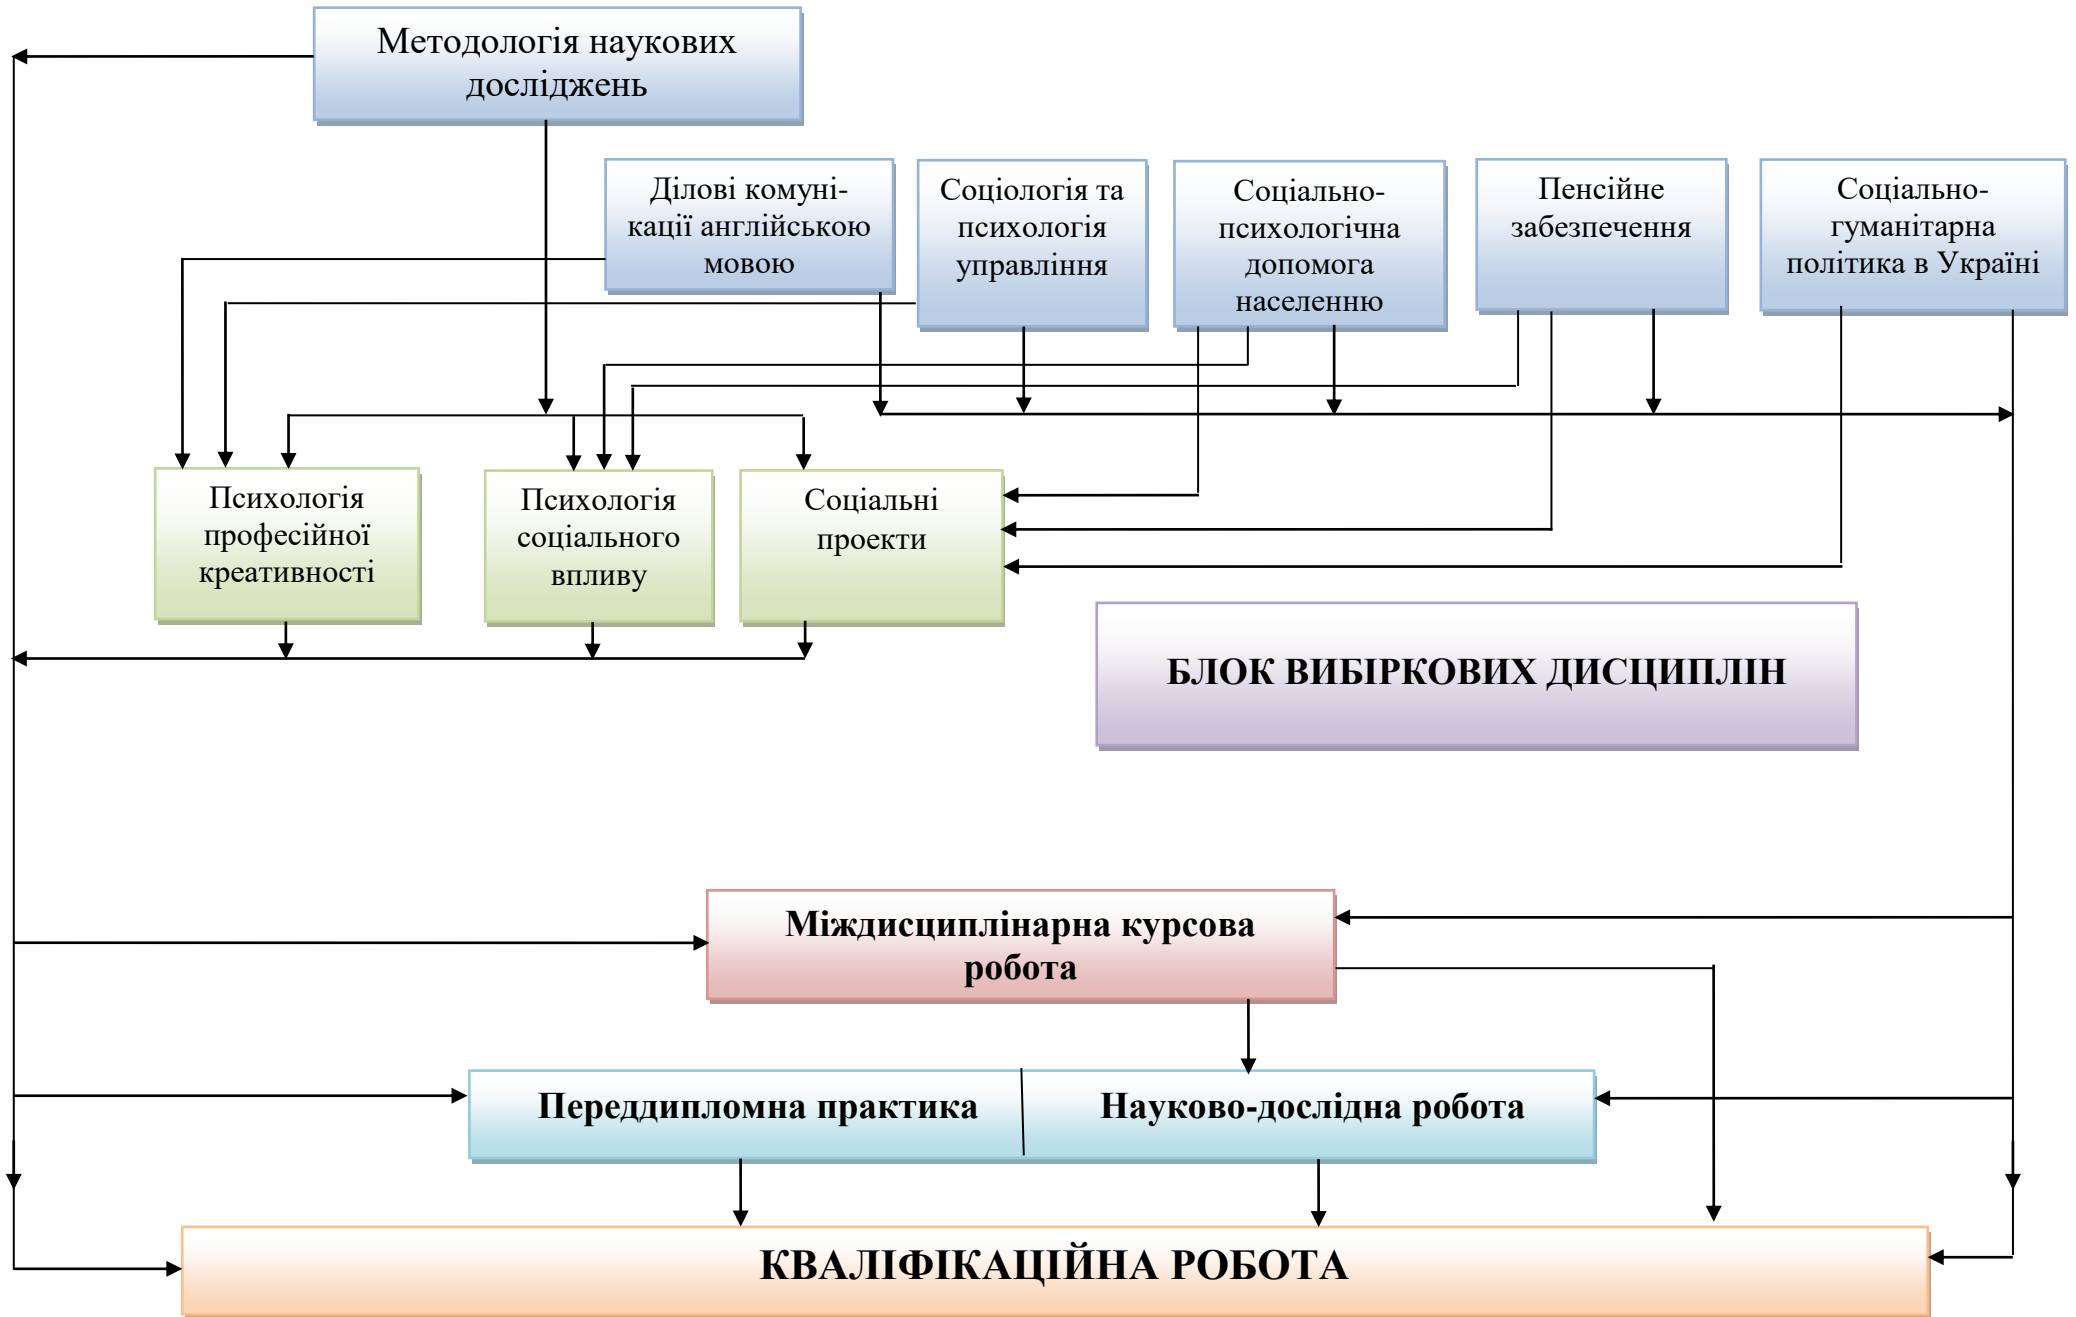 Методологія наукових
досліджень
Ділові комуні-
кації англійською
мовою
Соціологія та
психологія
управління
Соціально-
психологічна
допомога
населенню
Пенсійне
забезпечення
Соціально-
гуманітарна
політика в Україні
Психологія
професійної
креативності
Психологія
соціального
впливу
Соціальні
проекти
БЛОК ВИБІРКОВИХ ДИСЦИПЛІН
Міждисциплінарна курсова
робота
Переддипломна практика
Науково-дослідна робота
КВАЛІФІКАЦІЙНА РОБОТА